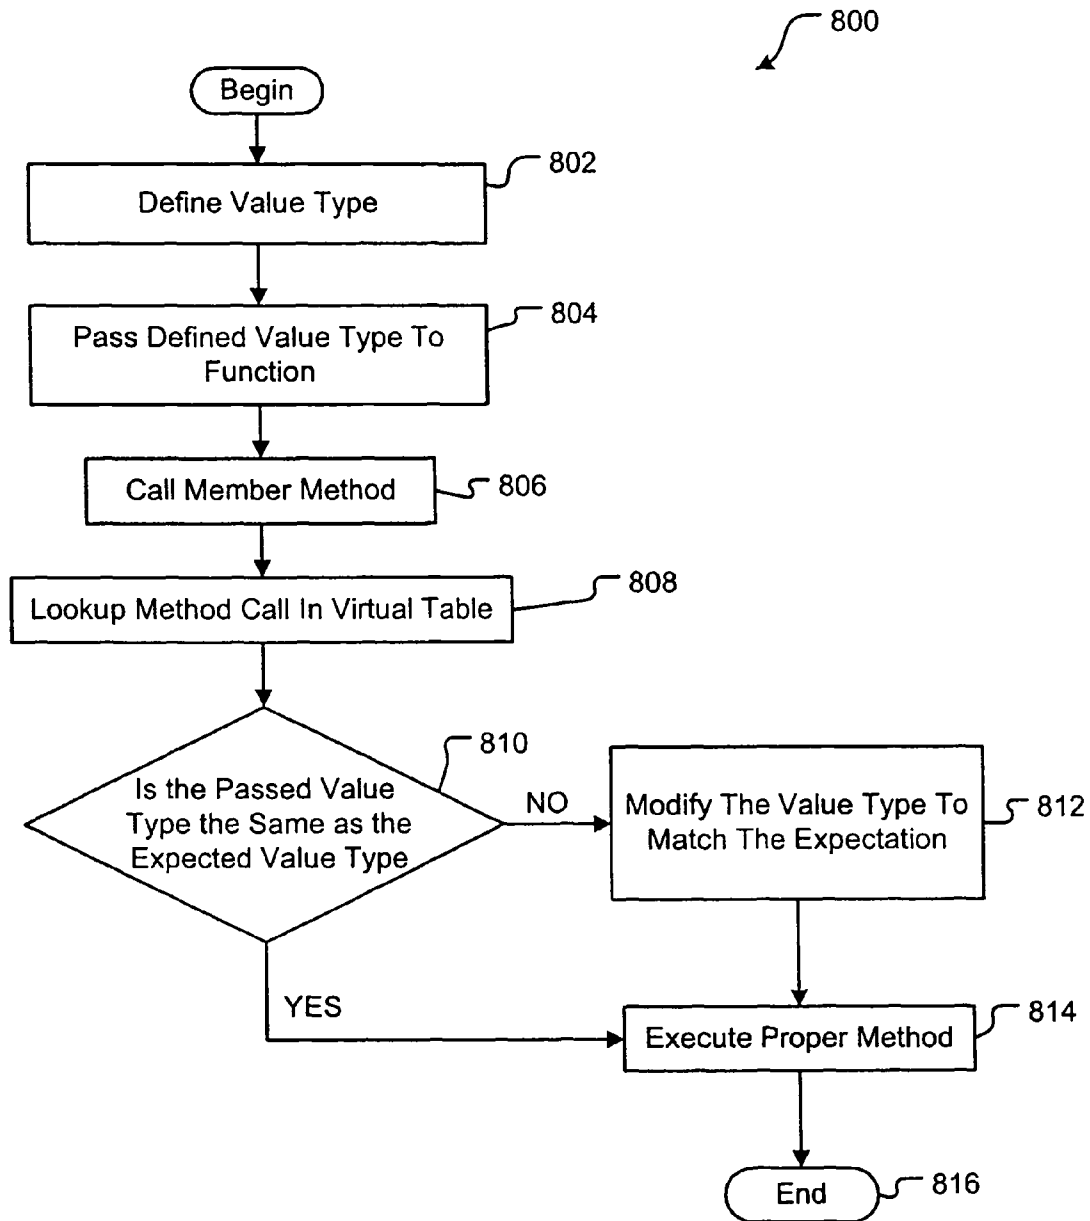 800
Begin
802
Define Value Type
804
Pass Defined Value Type To
Function
Call Member Method
806
808
Lookup Method Call In Virtual Table
810
Is the Passed Value
Type the Same as the
Expected Value Type
NO
Modify The Value Type To
Match The Expectation
812
YES
814
Execute Proper Method
End
816